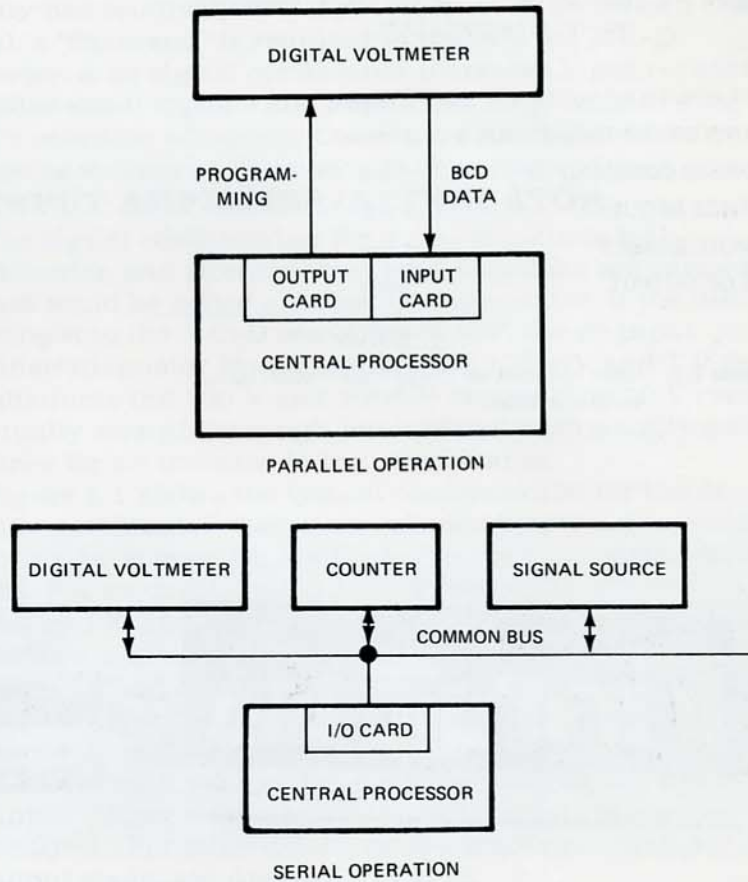 DIGITAL VOLTMETER
PROGRAM-
MING
BCD
DATA
OUTPUT
CARD
INPUT
CARD
CENTRAL PROCESSOR
PARALLEL OPERATION
DIGITAL VOLTMETER
COUNTER
SIGNAL SOURCE
COMMON BUS
I/O CARD
CENTRAL PROCESSOR
SERIAL OPERATION